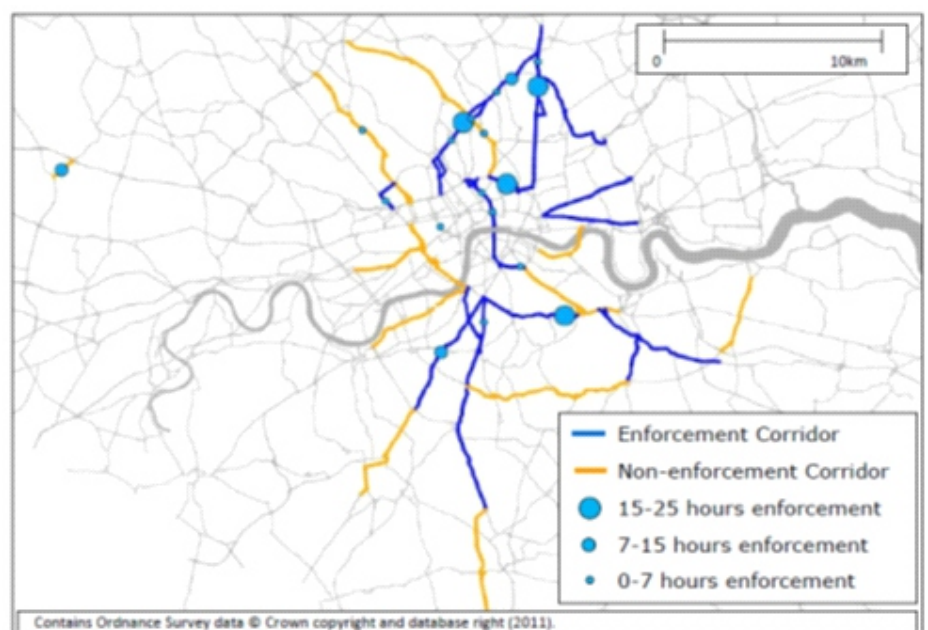 0 10km
Enforcement Corridor
Non-enforcement Corridor
15-25 hours enforcement
7-15 hours enforcement
0-7 hours enforcement
Contains Ordnance Survey data © Crown copyright and database right (2011).